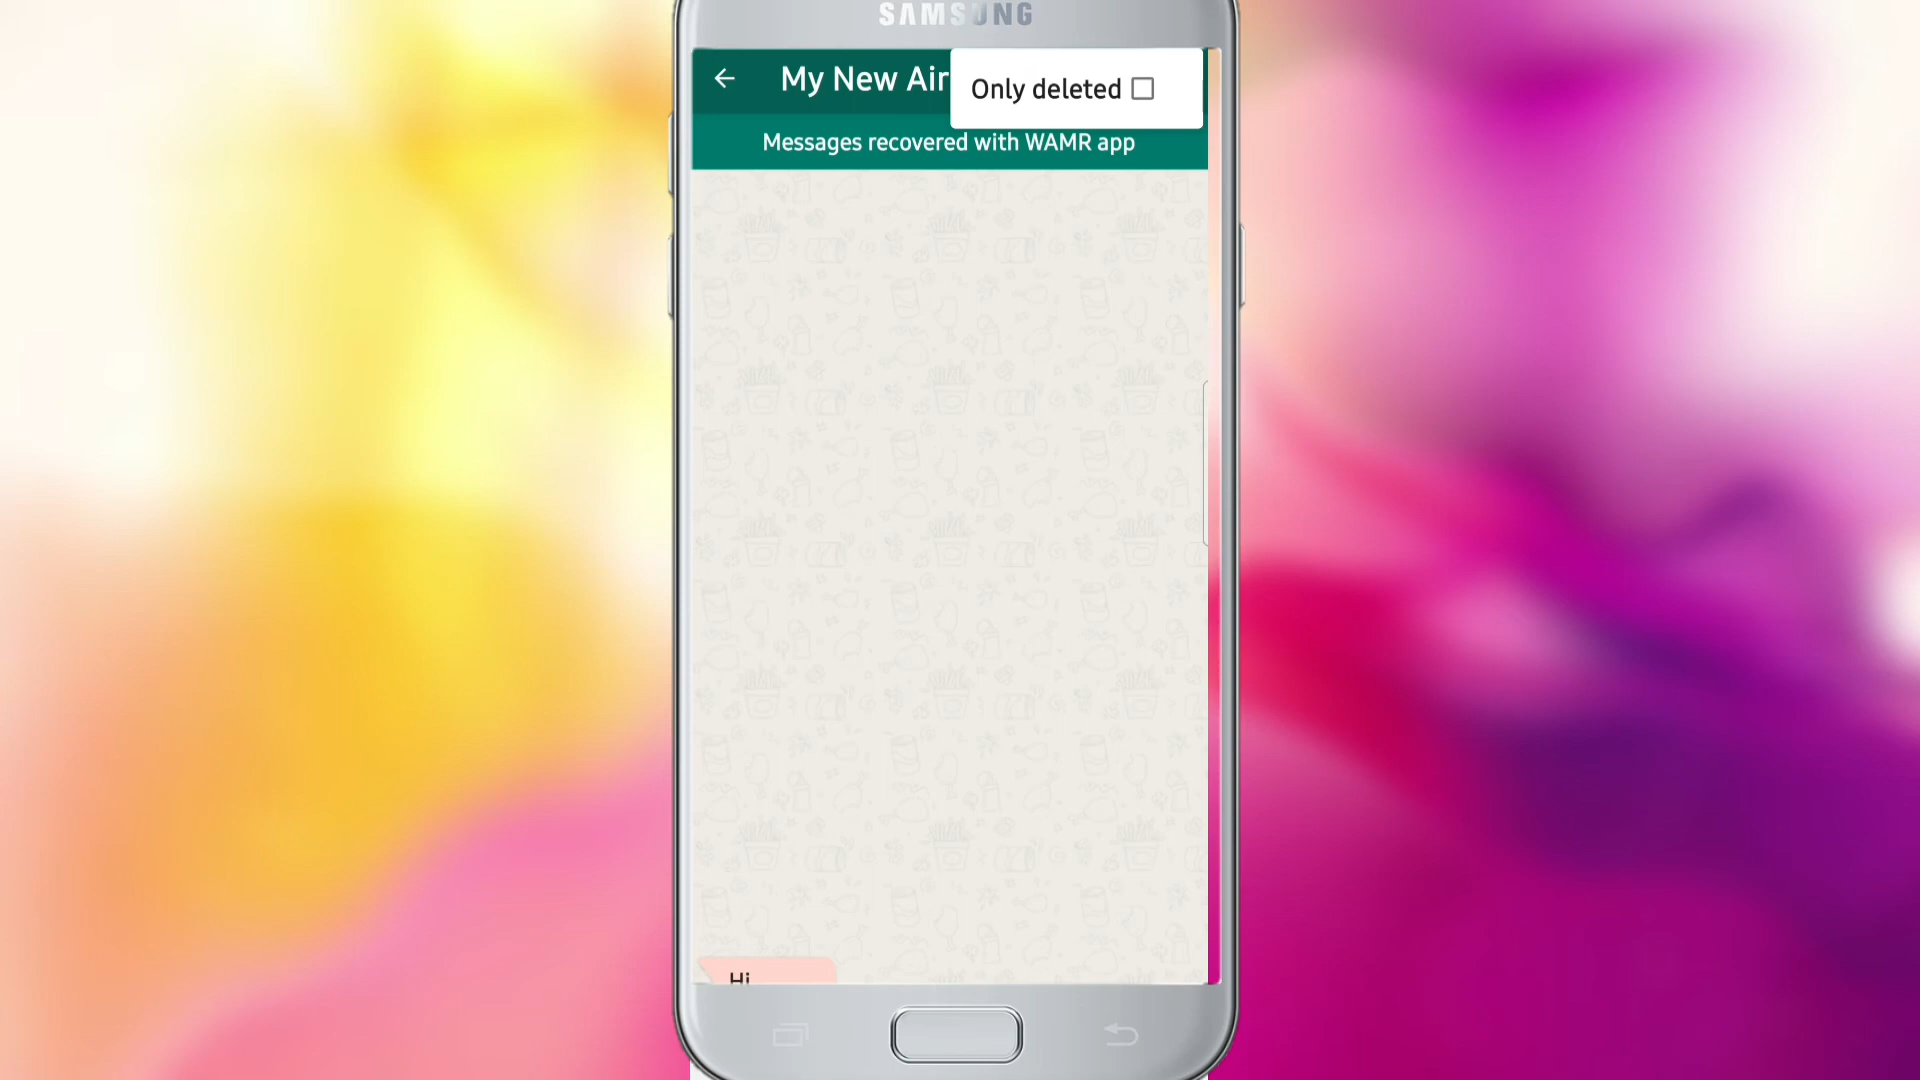 SAMSUNG
My New Air
Only deleted
Messages recovered with WAMR app
Hi